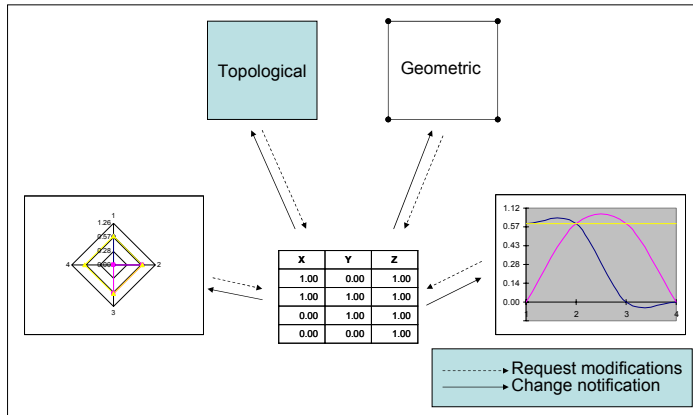 Topological
Geometric
1
1.26
0.57
0.28
0.00
4
2
3
X Y Z
1.00 0.00 1.00
1.00 1.00 1.00
0.00 1.00 1.00
0.00 0.00 1.00
1.12
0.57
0.43
0.28
0.14
0.00
1 2 3 4
Request modifications
Change notification